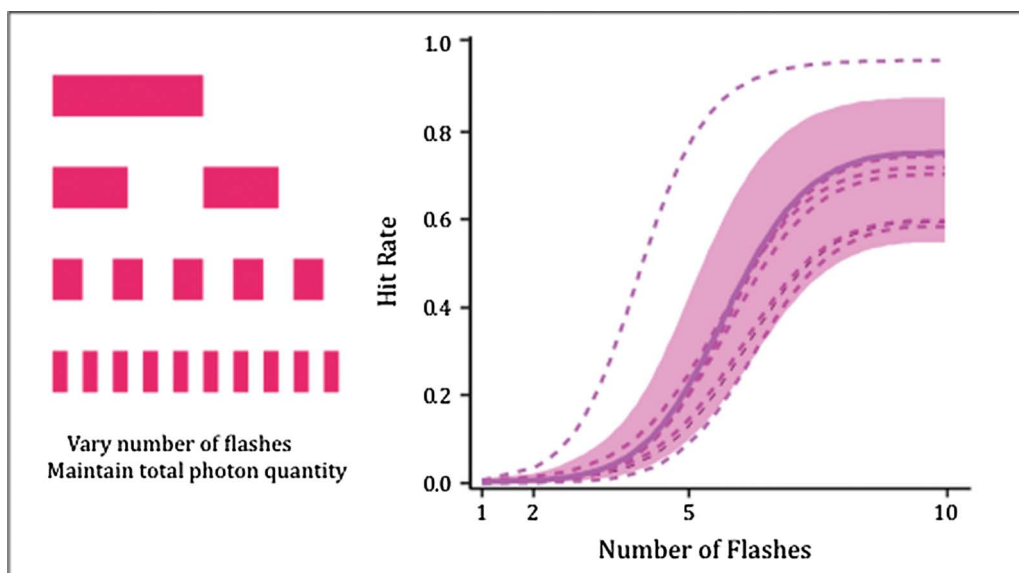 Vary number of flashes
Maintain total photon quantity
Hit Rate
1.0
0.8
0.6
0.4
0.2
0.0
1 2 5 10
Number of Flashes